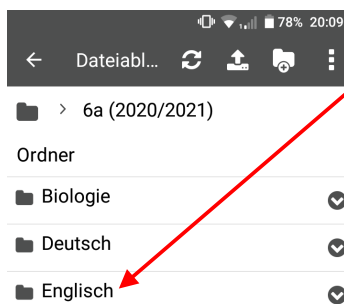 78% 20:09
Dateiabl...
> 6a (2020/2021)
Ordner
Biologie
Deutsch
Englisch